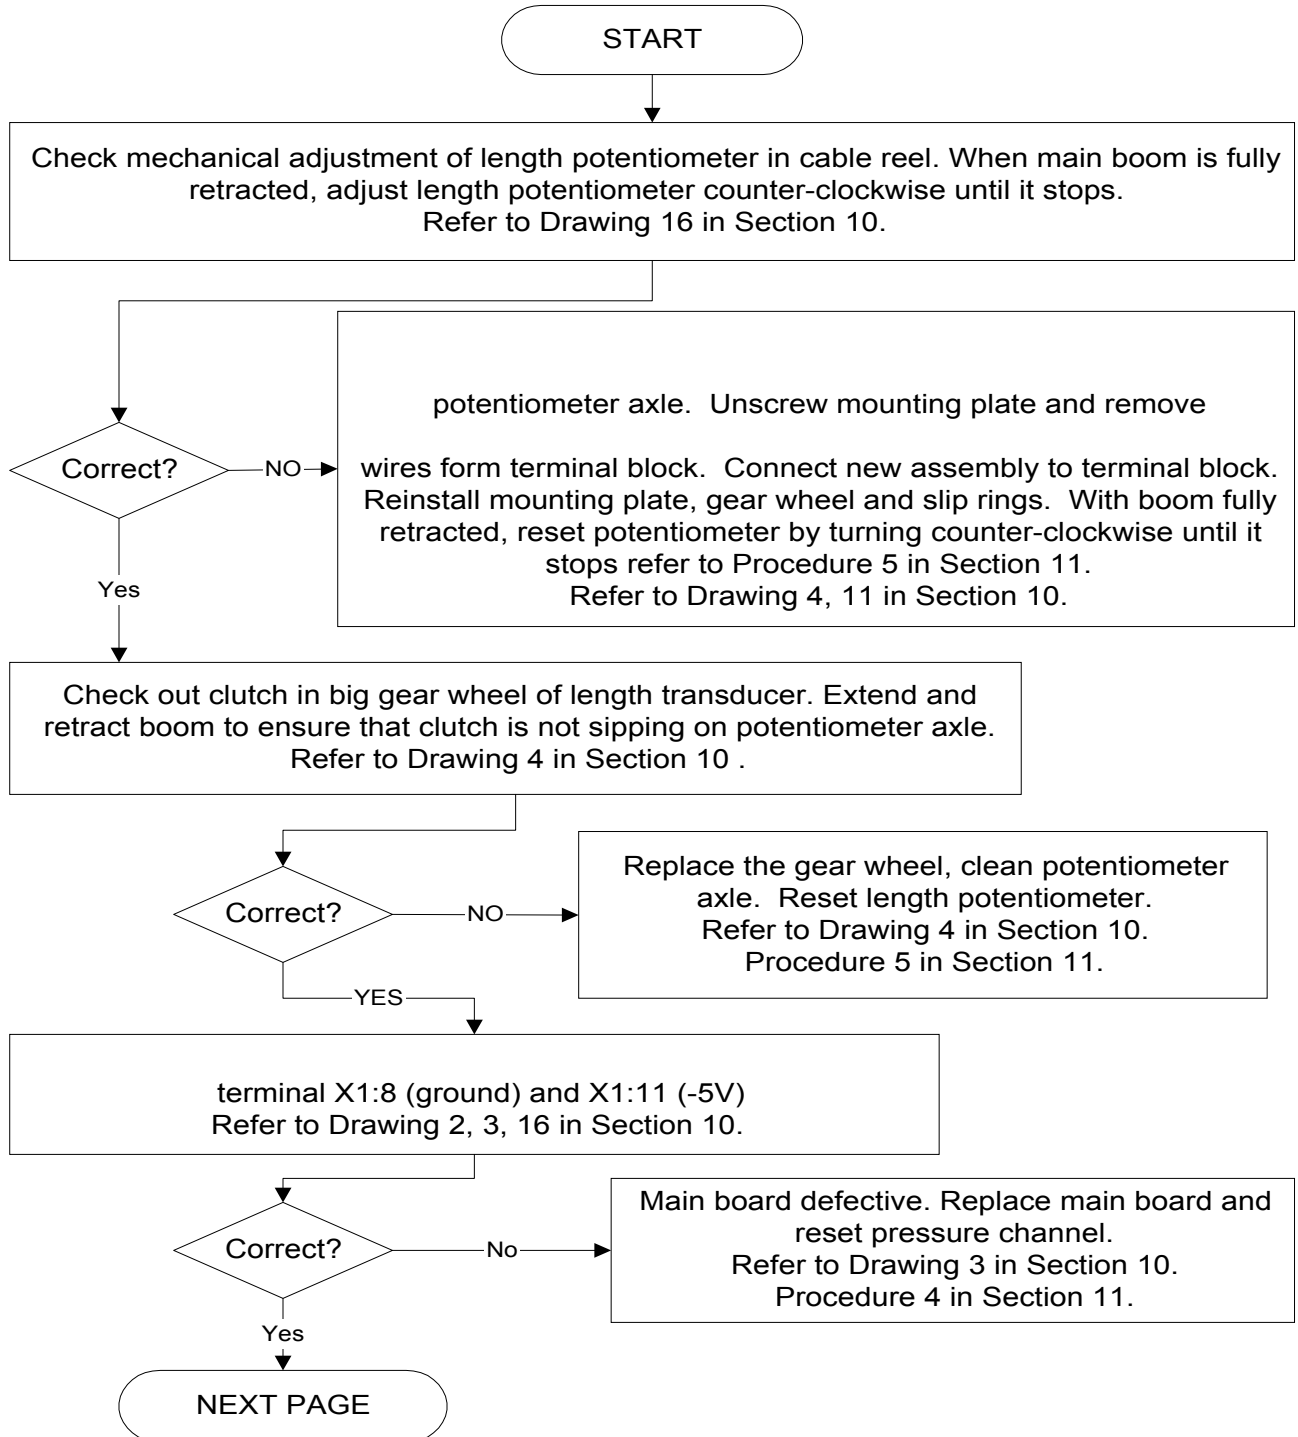 START
Check mechanical adjustment of length potentiometer in cable reel. When main boom is fully
retracted, adjust length potentiometer counter-clockwise until it stops.
Refer to Drawing 16 in Section 10.
Correct?
NO
potentiometer axle.  Unscrew mounting plate and remove
wires form terminal block.  Connect new assembly to terminal block.
Reinstall mounting plate, gear wheel and slip rings.  With boom fully
retracted, reset potentiometer by turning counter-clockwise until it
stops refer to Procedure 5 in Section 11.
Refer to Drawing 4, 11 in Section 10.
Yes
Check out clutch in big gear wheel of length transducer. Extend and
retract boom to ensure that clutch is not sipping on potentiometer axle.
Refer to Drawing 4 in Section 10 .
Correct?
NO
Replace the gear wheel, clean potentiometer
axle.  Reset length potentiometer.
Refer to Drawing 4 in Section 10.
Procedure 5 in Section 11.
YES
terminal X1:8 (ground) and X1:11 (-5V)
Refer to Drawing 2, 3, 16 in Section 10.
Correct?
No
Main board defective. Replace main board and
reset pressure channel.
Refer to Drawing 3 in Section 10.
Procedure 4 in Section 11.
Yes
NEXT PAGE